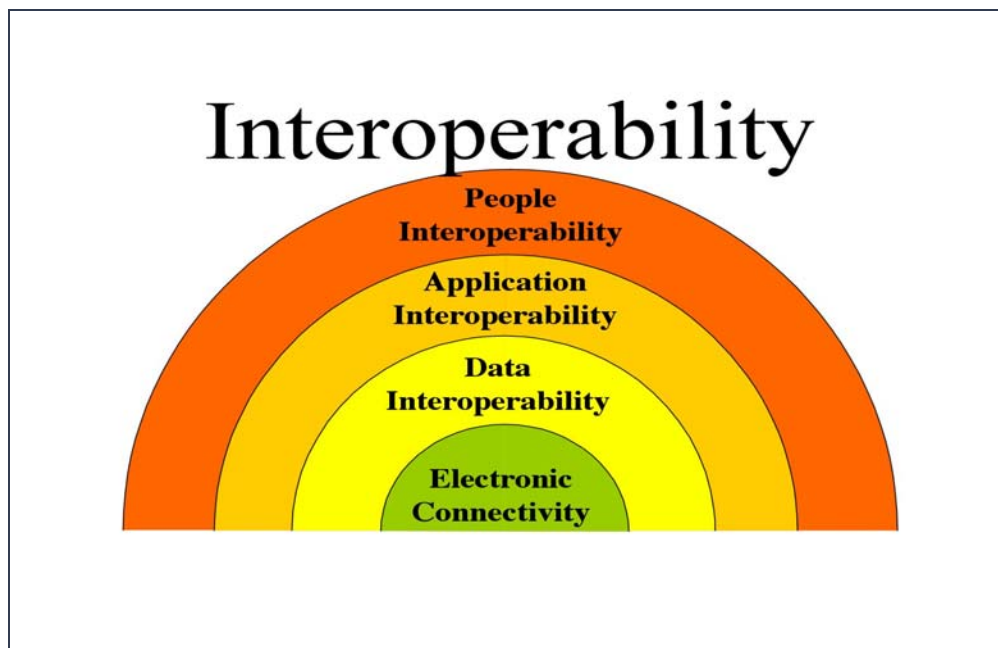 Interoperability
People
Interoperability
Application
Interoperability
Data
Interoperability
Electronic
Connectivity